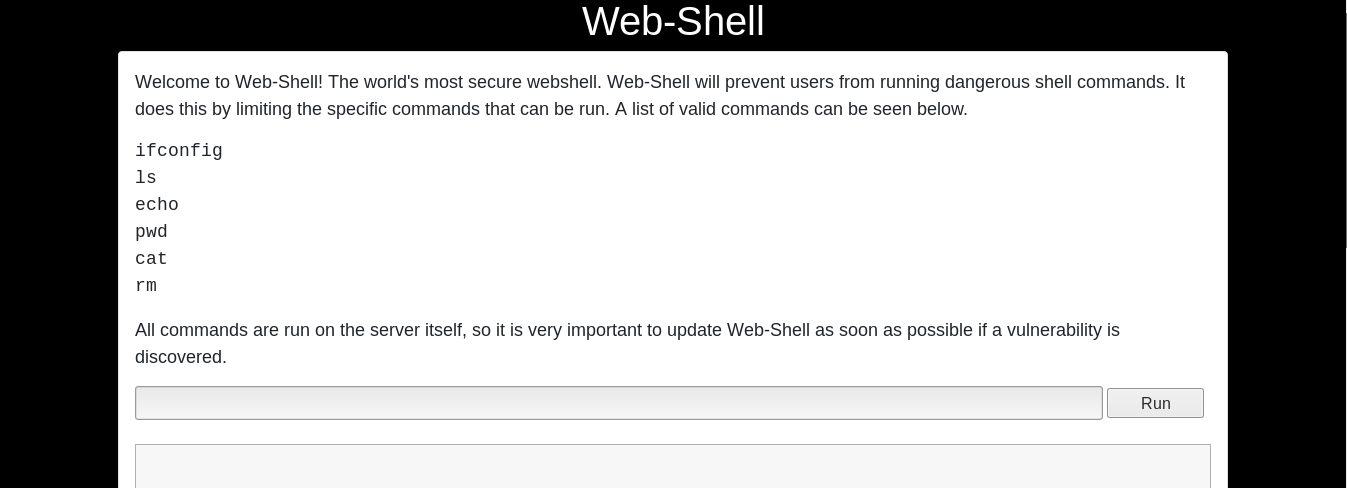 Web-Shell
Welcome to Web-Shell! The world's most secure webshell. Web-Shell will prevent users from running dangerous shell commands. It
does this by limiting the specific commands that can be run. A list of valid commands can be seen below.
ifconfig
ls
echo
pwd
cat
rm
All commands are run on the server itself, so it is very important to update Web-Shell as soon as possible if a vulnerability is
discovered.
Run